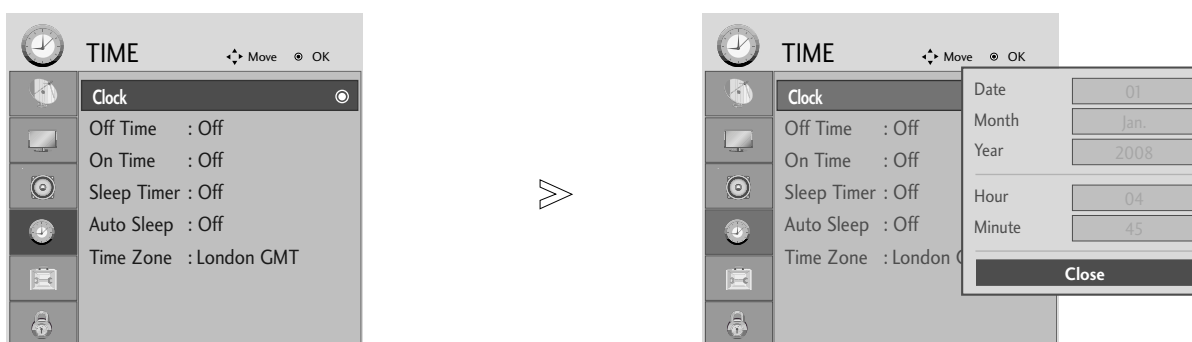 TIME
Move OK
Clock
Off Time : Off
On Time : Off
Sleep Timer : Off
Auto Sleep : Off
Time Zone : London GMT
TIME
Move OK
Clock
Off Time : Off
On Time : Off
Sleep Timer : Off
Auto Sleep : Off
Time Zone : London
Date 01
Month Jan.
Year 2008
Hour 04
Minute 45
Close